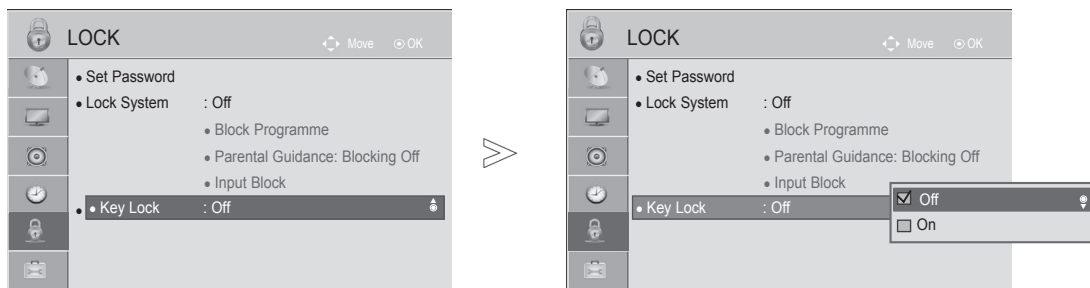 LOCK
Move OK
• Set Password
• Lock System : Off
• Block Programme
• Parental Guidance: Blocking Off
• Input Block
• • Key Lock : Off
LOCK
Move OK
• Set Password
• Lock System : Off
• Block Programme
• Parental Guidance: Blocking Off
• Input Block
• Key Lock : Off
Off
On